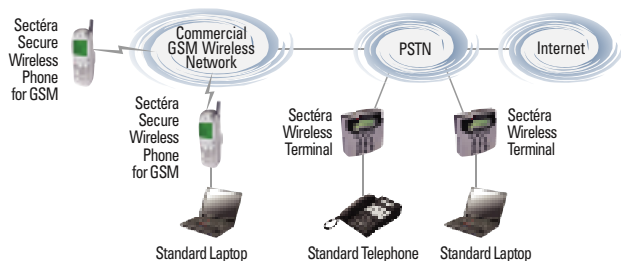 Sectéra
Secure
Wireless
Phone
for GSM
Commercial
GSM Wireless
Network
PSTN
Internet
Sectéra
Secure
Wireless
Phone
for GSM
Sectéra
Wireless
Terminal
Sectéra
Wireless
Terminal
Standard Laptop
Standard Telephone
Standard Laptop